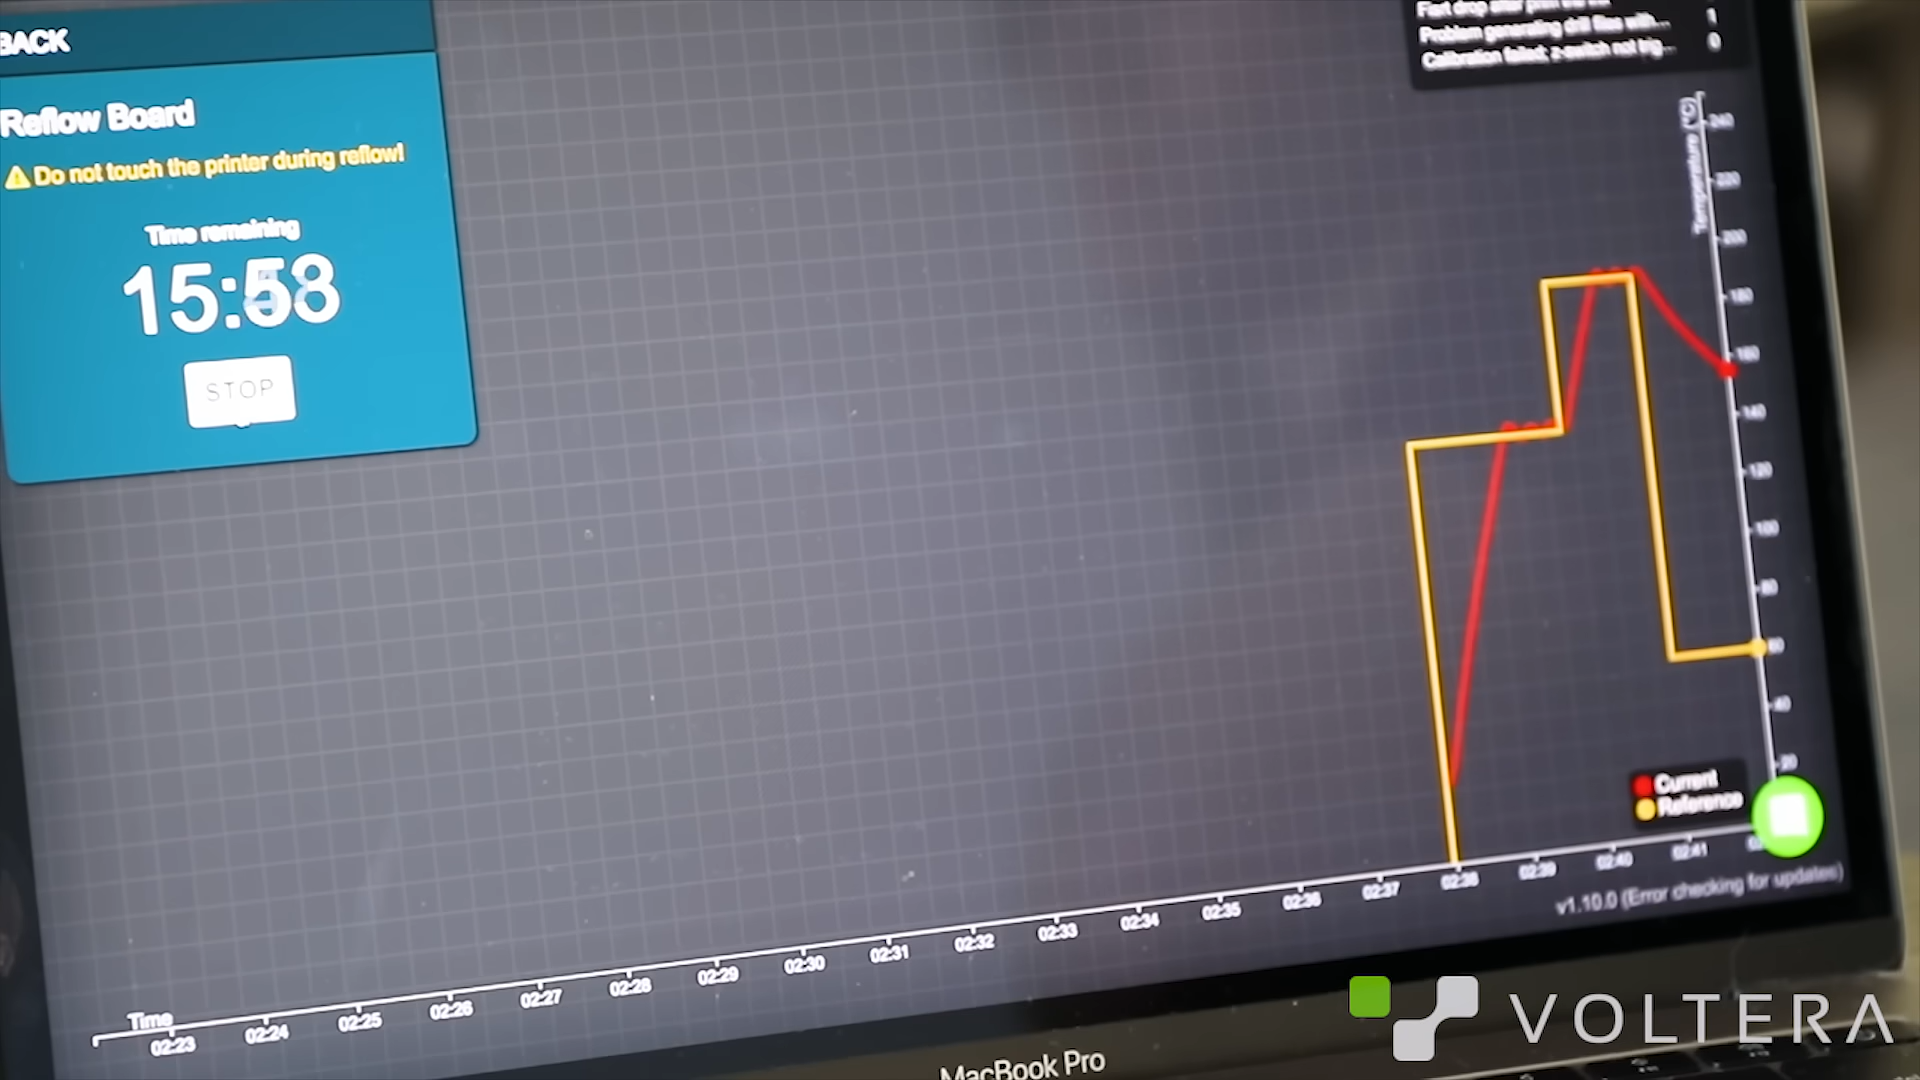 BACK
Reflow Board
Do not touch the printer during reflow!
Time remaining
15:58
STOP
Problem generating drill files with... 1
Calibration failed; z-switch not trig... 0
Temperature (°C)
240
220
200
180
160
140
120
100
80
60
40
20
Current
Reference
Time
02:23
02:24
02:25
02:26
02:27
02:28
02:29
02:30
02:31
02:32
02:33
02:34
02:35
02:36
02:37
02:38
02:39
02:40
02:41
v1.10.0 (Error checking for updates)
MacBook Pro
VOLTERA